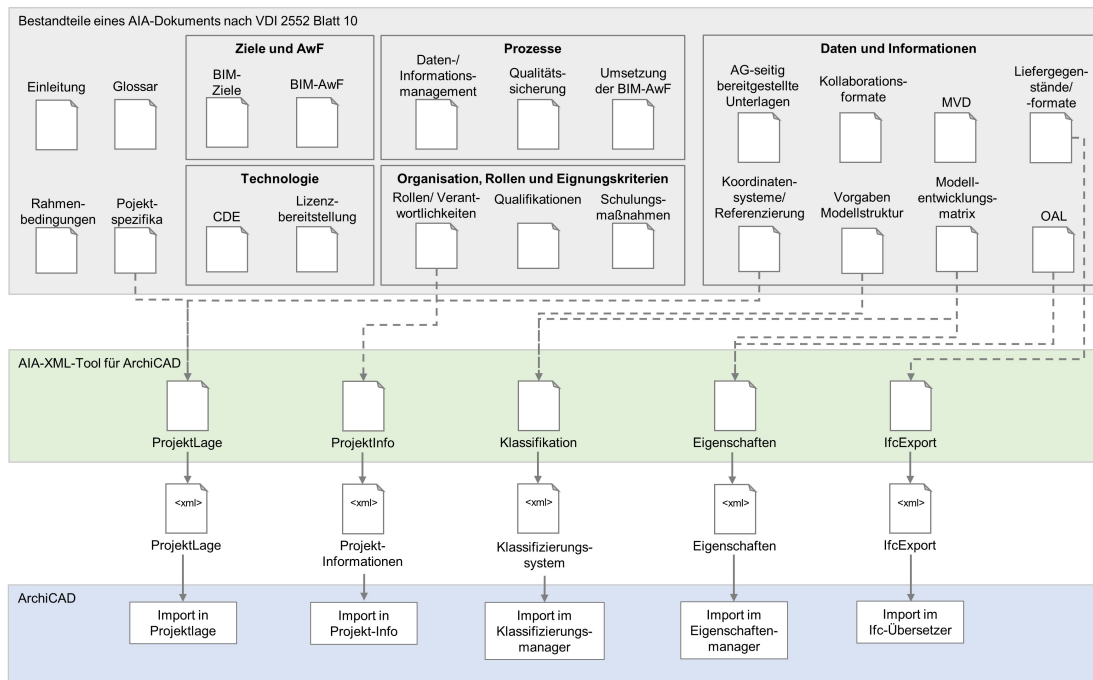 Bestandteile eines AIA-Dokuments nach VDI 2552 Blatt 10
Einleitung
Glossar
Rahmen-
bedingungen
Pojekt-
spezifika
Ziele und AwF
BIM-
Ziele
BIM-AwF
Technologie
CDE
Lizenz-
bereitstellung
Prozesse
Daten-/
Informations-
management
Qualitäts-
sicherung
Umsetzung
der BIM-AwF
Organisation, Rollen und Eignungskriterien
Rollen/ Verant-
wortlichkeiten
Qualifikationen
Schulungs-
maßnahmen
Daten und Informationen
AG-seitig
bereitgestellte
Unterlagen
Kollaborations-
formate
MVD
Liefergegen-
stände/
-formate
Koordinaten-
systeme/
Referenzierung
Vorgaben
Modellstruktur
Modell-
entwicklungs-
matrix
OAL
AIA-XML-Tool für ArchiCAD
ProjektLage
ProjektInfo
Klassifikation
Eigenschaften
IfcExport
<xml>
<xml>
<xml>
<xml>
<xml>
ProjektLage
Projekt-
Informationen
Klassifizierungs-
system
Eigenschaften
IfcExport
ArchiCAD
Import in
Projektlage
Import in
Projekt-Info
Import im
Klassifizierungs-
manager
Import im
Eigenschaften-
manager
Import im
Ifc-Übersetzer